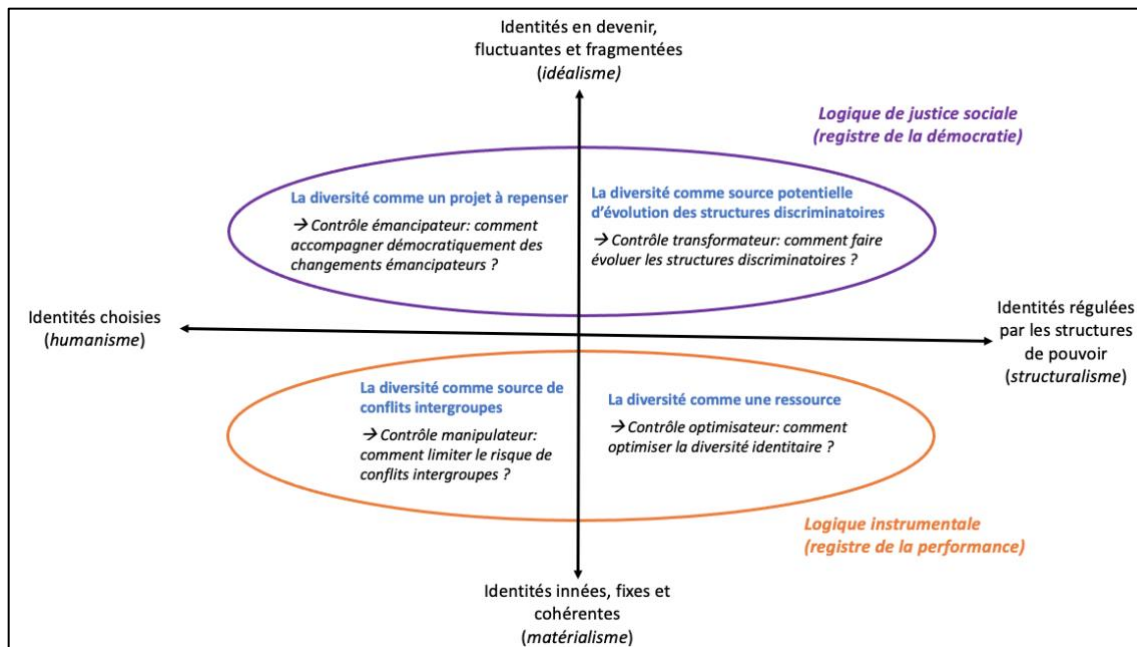 Identités en devenir,
fluctuantes et fragmentées
(idéalisme)
Logique de justice sociale
(registre de la démocratie)
La diversité comme un projet à repenser
→ Contrôle émancipateur: comment
accompagner démocratiquement des
changements émancipateurs ?
La diversité comme source potentielle
d'évolution des structures discriminatoires
→ Contrôle transformateur: comment faire
évoluer les structures discriminatoires ?
Identités choisies
(humanisme)
Identités régulées
par les structures
de pouvoir
(structuralisme)
La diversité comme source de
conflits intergroupes
→ Contrôle manipulateur:
comment limiter le risque de
conflits intergroupes ?
La diversité comme une ressource
→ Contrôle optimisateur: comment
optimiser la diversité identitaire ?
Logique instrumentale
(registre de la performance)
Identités innées, fixes et
cohérentes
(matérialisme)